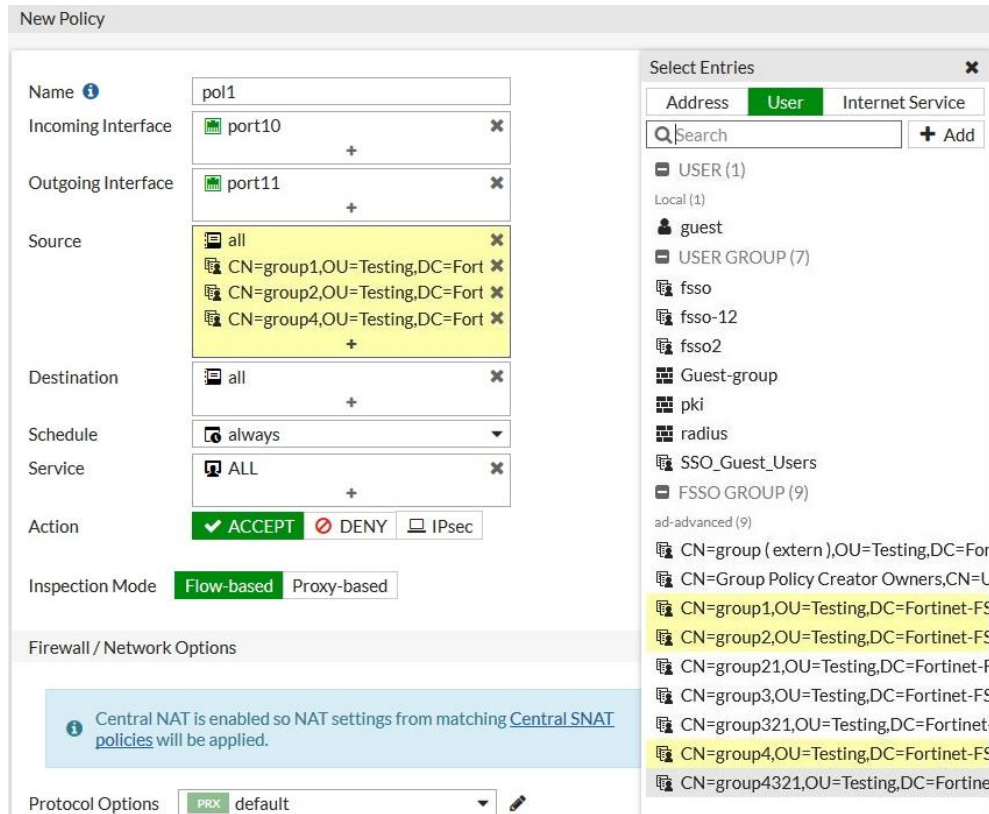 New Policy
Name
pol1
Incoming Interface
port10
Outgoing Interface
port11
Source
all
CN=group1,OU=Testing,DC=Fort
CN=group2,OU=Testing,DC=Fort
CN=group4,OU=Testing,DC=Fort
Destination
all
Schedule
always
Service
ALL
Action
ACCEPT DENY IPsec
Inspection Mode
Flow-based Proxy-based
Firewall / Network Options
Central NAT is enabled so NAT settings from matching Central SNAT
policies will be applied.
Protocol Options
PRX default
Select Entries
Address User Internet Service
Search
Add
USER (1)
Local (1)
guest
USER GROUP (7)
fsso
fsso-12
fsso2
Guest-group
pki
radius
SSO_Guest_Users
FSSO GROUP (9)
ad-advanced (9)
CN=group ( extern ),OU=Testing,DC=For
CN=Group Policy Creator Owners,CN=U
CN=group1,OU=Testing,DC=Fortinet-FS
CN=group2,OU=Testing,DC=Fortinet-FS
CN=group21,OU=Testing,DC=Fortinet-F
CN=group3,OU=Testing,DC=Fortinet-FS
CN=group321,OU=Testing,DC=Fortinet-
CN=group4,OU=Testing,DC=Fortinet-FS
CN=group4321,OU=Testing,DC=Fortine